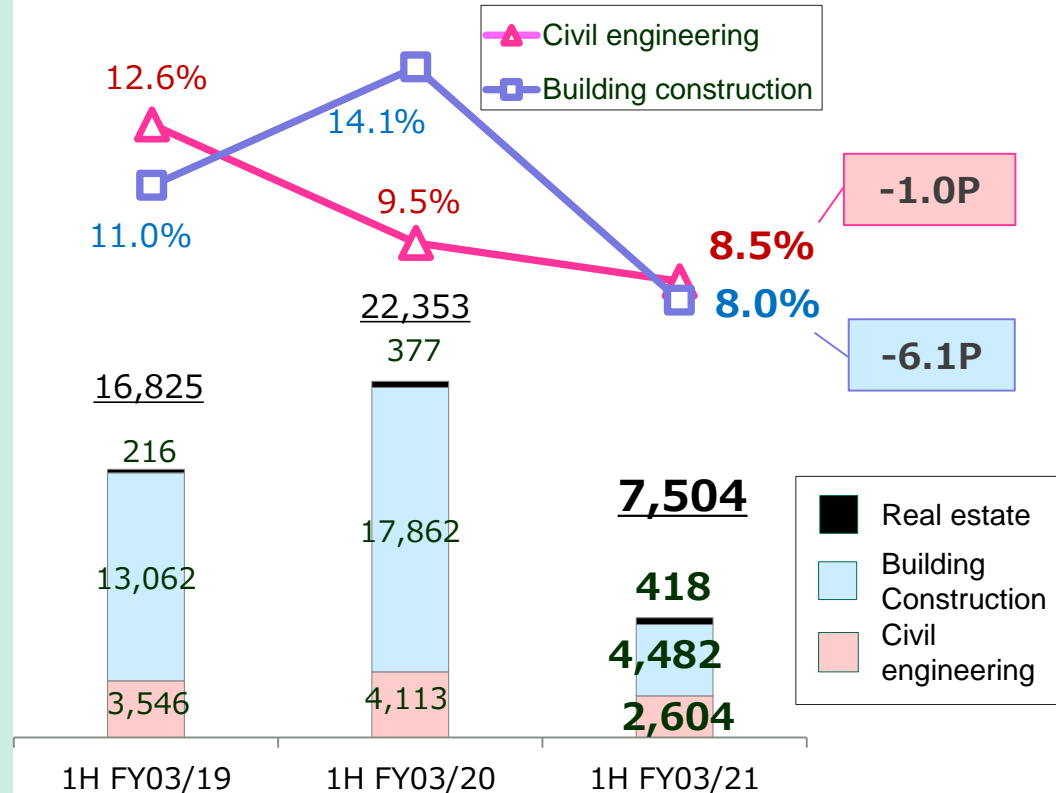 Civil engineering
Building construction
12.6%
14.1%
11.0%
9.5%
-1.0P
8.5%
8.0%
-6.1P
22,353
377
16,825
216
7,504
418
17,862
13,062
4,482
3,546
4,113
2,604
Real estate
Building
Construction
Civil
engineering
1H FY03/19
1H FY03/20
1H FY03/21